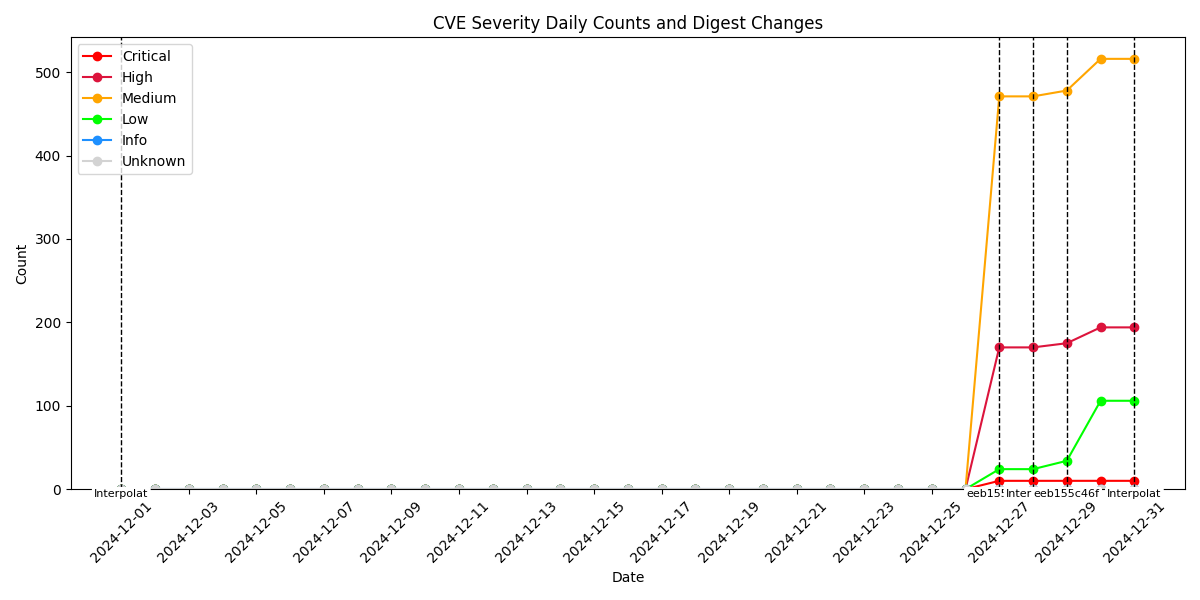 CVE Severity Daily Counts and Digest Changes
Critical
High
Medium
Low
Info
Unknown
500
400
300
200
100
0
Count
Interpolat
eeb155
Inter
eeb155c46f
Interpolat
2024-12-01
2024-12-03
2024-12-05
2024-12-07
2024-12-09
2024-12-11
2024-12-13
2024-12-15
2024-12-17
2024-12-19
2024-12-21
2024-12-23
2024-12-25
2024-12-27
2024-12-29
2024-12-31
Date